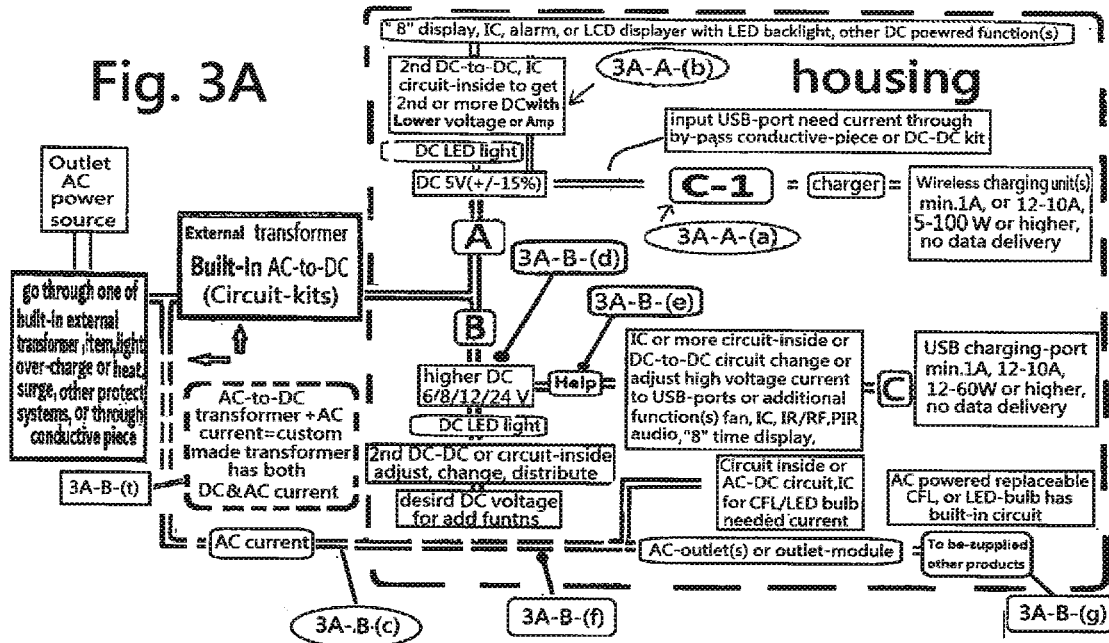 Fig. 3A
housing
"8" display, IC, alarm, or LCD displayer with LED backlight, other DC poewred function(s)
2nd DC-to-DC, IC
circuit-inside to get
2nd or more DC with
Lower voltage or Amp
3A-A-(b)
input USB-port need current through
by-pass conductive-piece or DC-DC kit
DC LED light
DC 5V(+/-15%)
C-1
=
charger
=
Wireless charging unit(s)
min.1A, or 12-10A,
5-100 W or higher,
no data delivery
3A-A-(a)
Outlet
AC
power
source
External transformer
Built-In AC-to-DC
(Circuit-kits)
A
3A-B-(d)
go through one of
built-in external
transformer ,item,light
over-charge or heat,
surge, other protect
systems, or through
conductive piece
B
3A-B-(e)
higher DC
6/8/12/24 V
Help
IC or more circuit-inside or
DC-to-DC circuit change or
adjust high voltage current
to USB-ports or additional
function(s) fan, IC, IR/RF,PIR
audio, "8" time display,
=
C
=
USB charging-port
min.1A, 12-10A,
12-60W or higher,
no data delivery
AC-to-DC
transformer +AC
current=custom
made transformer
has both
DC&AC current
DC LED light
2nd DC-DC or circuit-inside
adjust, change, distribute
desird DC voltage
for add funtns
Circuit inside or
AC-DC circuit,IC
for CFL/LED bulb
needed current
AC powered replaceable
CFL, or LED-bulb has
built-in circuit
3A-B-(t)
AC current
AC-outlet(s) or outlet-module
=
To be-supplied
other products
3A-B-(c)
3A-B-(f)
3A-B-(g)